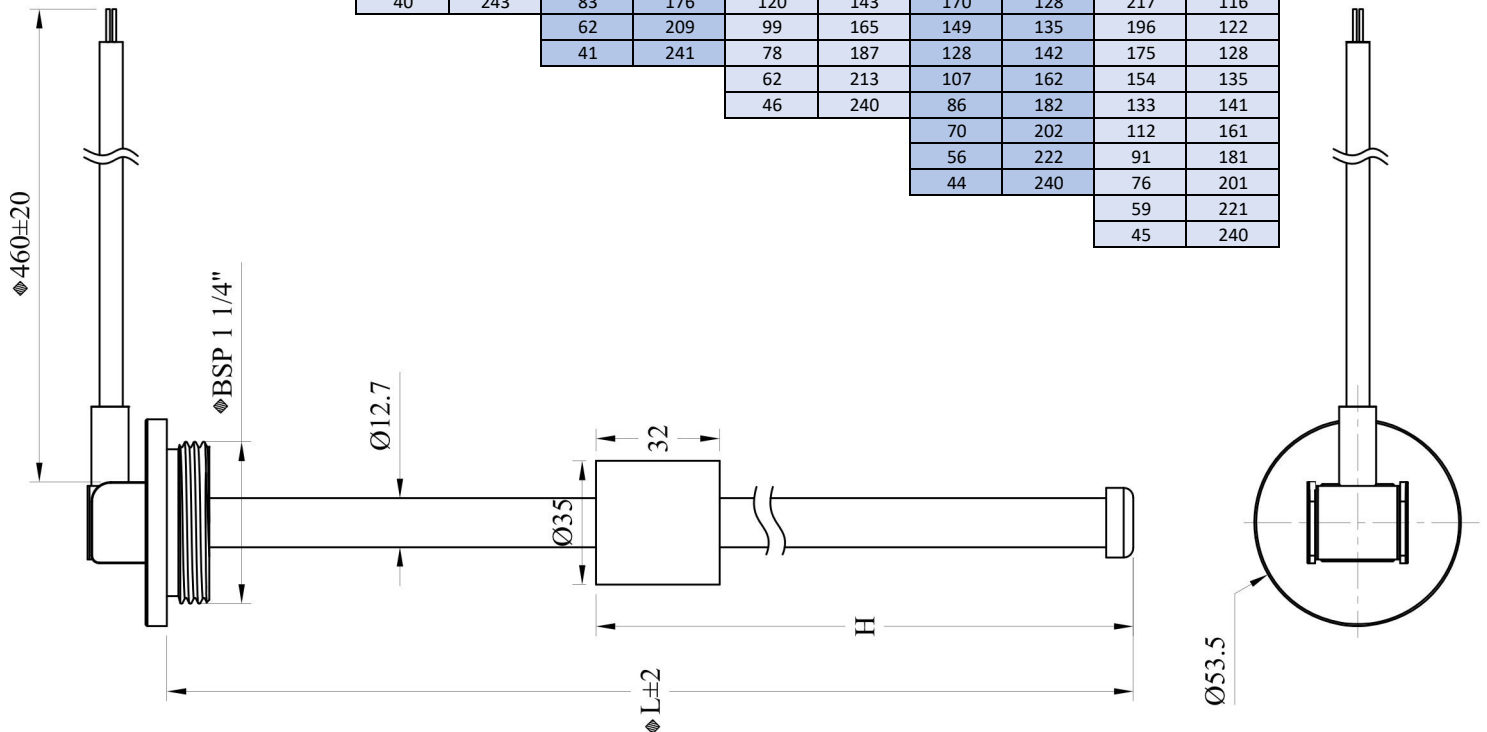 40 243 83 176 120 143 170 128 217 116
62 209 99 165 149 135 196 122
41 241 78 187 128 142 175 128
62 213 107 162 154 135
46 240 86 182 133 141
70 202 112 161
56 222 91 181
44 240 76 201
59 221
45 240
460±20
BSP 1 1/4"
Ø12.7
32
Ø35
H
L±2
Ø53.5